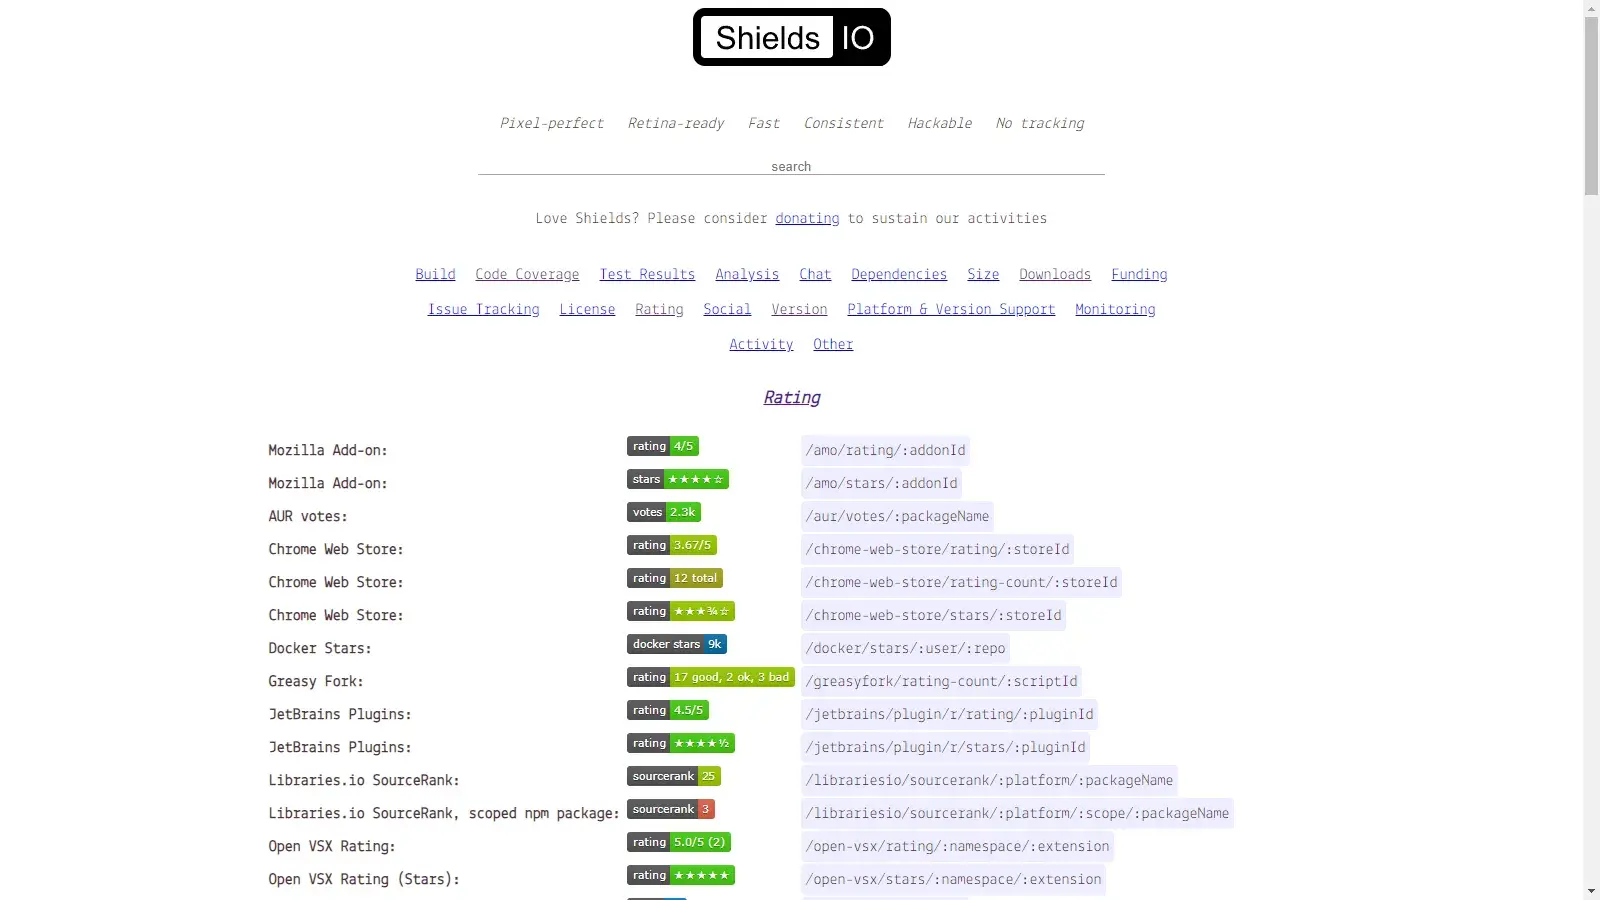 Shields IO
Pixel-perfect Retina-ready Fast Consistent Hackable No tracking
search
Love Shields? Please consider donating to sustain our activities
Build Code Coverage Test Results Analysis Chat Dependencies Size Downloads Funding
Issue Tracking License Rating Social Version Platform & Version Support Monitoring
Activity Other
Rating
Mozilla Add-on: rating 4/5 /amo/rating/:addonId
Mozilla Add-on: stars ★★★★☆ /amo/stars/:addonId
AUR votes: votes 2.3k /aur/votes/:packageName
Chrome Web Store: rating 3.67/5 /chrome-web-store/rating/:storeId
Chrome Web Store: rating 12 total /chrome-web-store/rating-count/:storeId
Chrome Web Store: rating ★★★¾☆ /chrome-web-store/stars/:storeId
Docker Stars: docker stars 9k /docker/stars/:user/:repo
Greasy Fork: rating 17 good, 2 ok, 3 bad /greasyfork/rating-count/:scriptId
JetBrains Plugins: rating 4.5/5 /jetbrains/plugin/r/rating/:pluginId
JetBrains Plugins: rating ★★★★½ /jetbrains/plugin/r/stars/:pluginId
Libraries.io SourceRank: sourcerank 25 /librariesio/sourcerank/:platform/:packageName
Libraries.io SourceRank, scoped npm package: sourcerank 3 /librariesio/sourcerank/:platform/:scope/:packageName
Open VSX Rating: rating 5.0/5 (2) /open-vsx/rating/:namespace/:extension
Open VSX Rating (Stars): rating ★★★★★ /open-vsx/stars/:namespace/:extension